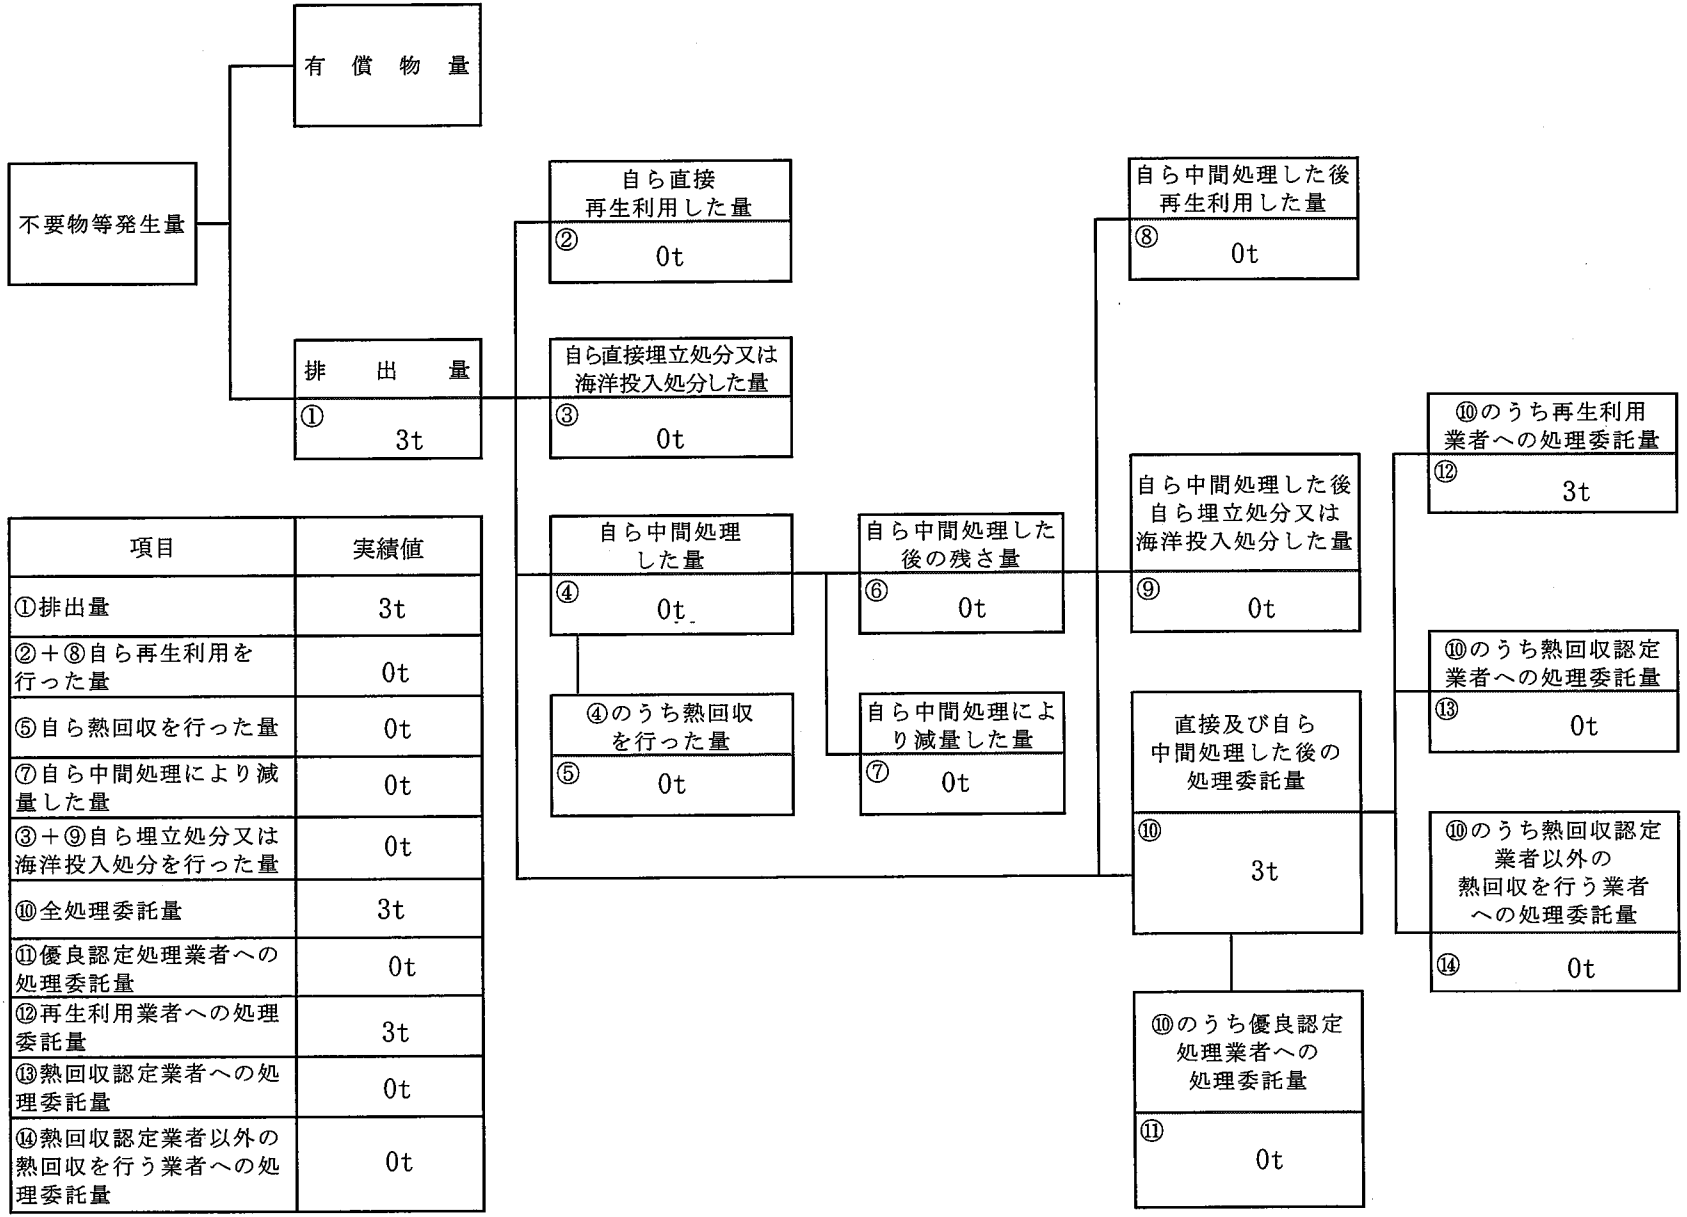 有償物量
不要物等発生量
排出量
①
3t
自ら直接
再生利用した量
②
0t
自ら直接埋立処分又は
海洋投入処分した量
③
0t
自ら中間処理
した量
④
0t
④のうち熱回収
を行った量
⑤
0t
自ら中間処理した
後の残さ量
⑥
0t
自ら中間処理によ
り減量した量
⑦
0t
自ら中間処理した後
再生利用した量
⑧
0t
自ら中間処理した後
自ら埋立処分又は
海洋投入処分した量
⑨
0t
直接及び自ら
中間処理した後の
処理委託量
⑩
3t
⑩のうち優良認定
処理業者への
処理委託量
⑪
0t
⑩のうち再生利用
業者への処理委託量
⑫
3t
⑩のうち熱回収認定
業者への処理委託量
⑬
0t
⑩のうち熱回収認定
業者以外の
熱回収を行う業者
への処理委託量
⑭
0t
項目 実績値
①排出量 3t
②+⑧自ら再生利用を
行った量 0t
⑤自ら熱回収を行った量 0t
⑦自ら中間処理により減
量した量 0t
③+⑨自ら埋立処分又は
海洋投入処分を行った量 0t
⑩全処理委託量 3t
⑪優良認定処理業者への
処理委託量 0t
⑫再生利用業者への処理
委託量 3t
⑬熱回収認定業者への処
理委託量 0t
⑭熱回収認定業者以外の
熱回収を行う業者への処
理委託量 0t